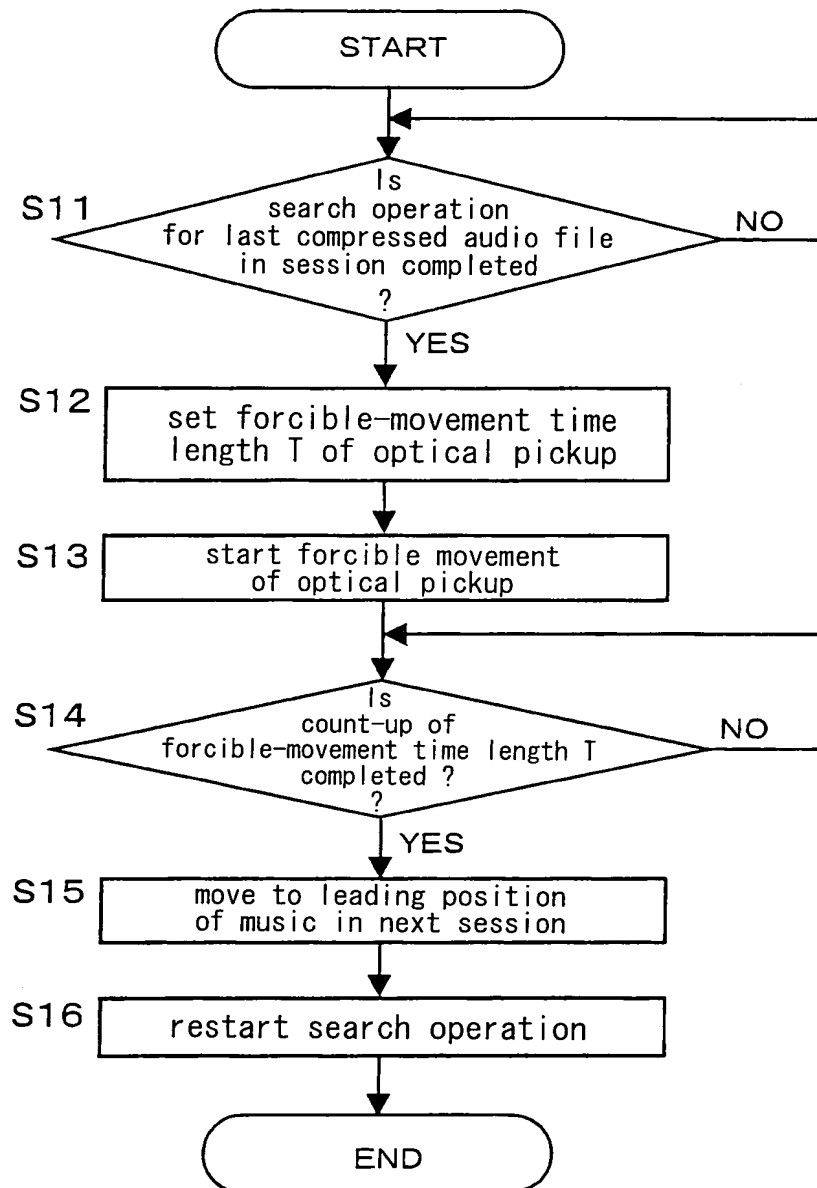 START
S11
Is
search operation
for last compressed audio file
in session completed
?
NO
YES
S12
set forcible-movement time
length T of optical pickup
S13
start forcible movement
of optical pickup
S14
Is
count-up of
forcible-movement time length T
completed ?
?
NO
YES
S15
move to leading position
of music in next session
S16
restart search operation
END